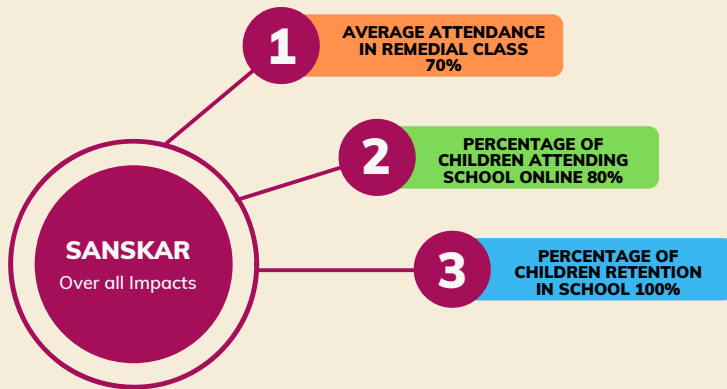 1
AVERAGE ATTENDANCE
IN REMEDIAL CLASS
70%
2
PERCENTAGE OF
CHILDREN ATTENDING
SCHOOL ONLINE 80%
SANSKAR
Over all Impacts
3
PERCENTAGE OF
CHILDREN RETENTION
IN SCHOOL 100%